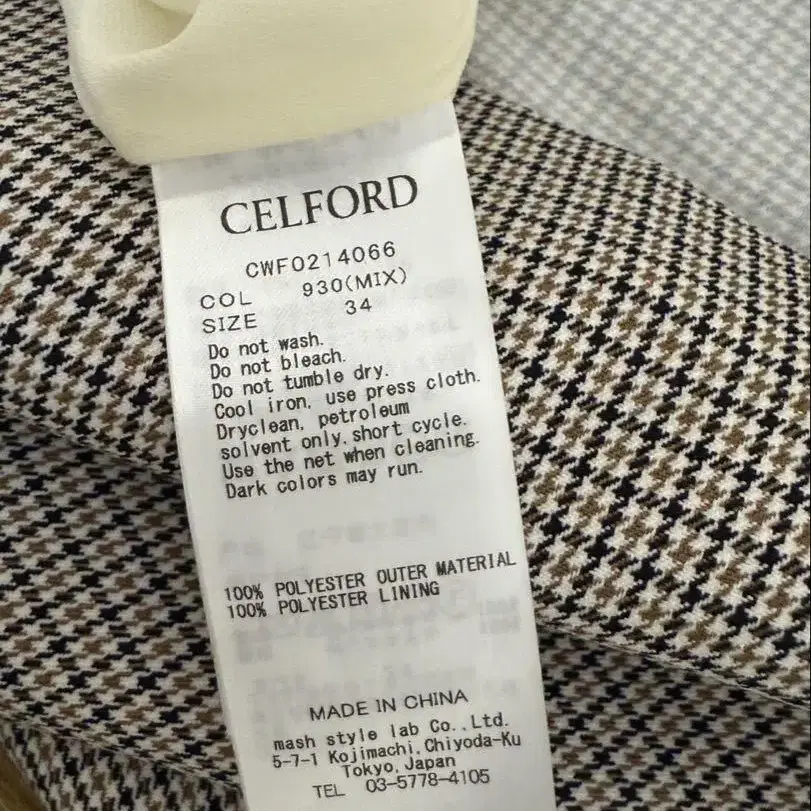 CELFORD
CWF0214066
COL 930(MIX)
SIZE 34
Do not wash.
Do not bleach.
Do not tumble dry.
Cool iron, use press cloth.
Dryclean, petroleum
solvent only, short cycle.
Use the net when cleaning.
Dark colors may run.
100% POLYESTER OUTER MATERIAL
100% POLYESTER LINING
MADE IN CHINA
mash style lab Co., Ltd.
5-7-1 Kojimachi, Chiyoda-Ku
Tokyo, Japan
TEL 03-5778-4105